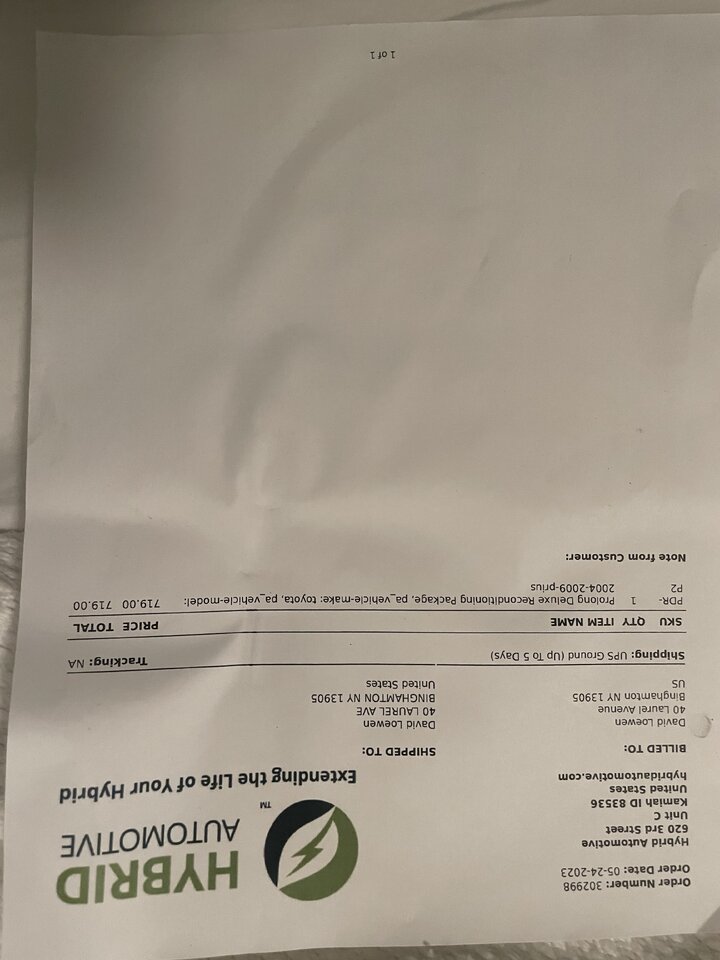 Order Number: 302998
Order Date: 05-24-2023
HYBRID
AUTOMOTIVE
TM
Extending the Life of Your Hybrid
Hybrid Automotive
620 3rd Street
Unit C
Kamiah ID 83536
United States
hybridautomotive.com
BILLED TO:
David Loewen
40 Laurel Avenue
Binghamton NY 13905
US
SHIPPED TO:
David Loewen
40 LAUREL AVE
BINGHAMTON NY 13905
United States
Shipping: UPS Ground (Up To 5 Days) Tracking: NA
SKU QTY ITEM NAME PRICE TOTAL
PDR- 1 Prolong Deluxe Reconditioning Package, pa_vehicle-make: toyota, pa_vehicle-model: 719.00 719.00
P2 2004-2009-prius
Note from Customer:
1 of 1